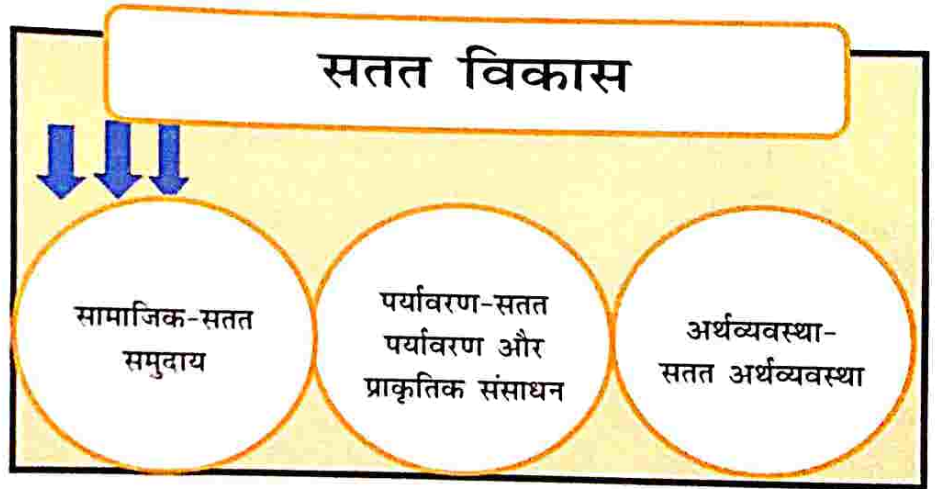 सतत विकास
सामाजिक-सतत
समुदाय
पर्यावरण-सतत
पर्यावरण और
प्राकृतिक संसाधन
अर्थव्यवस्था-
सतत अर्थव्यवस्था